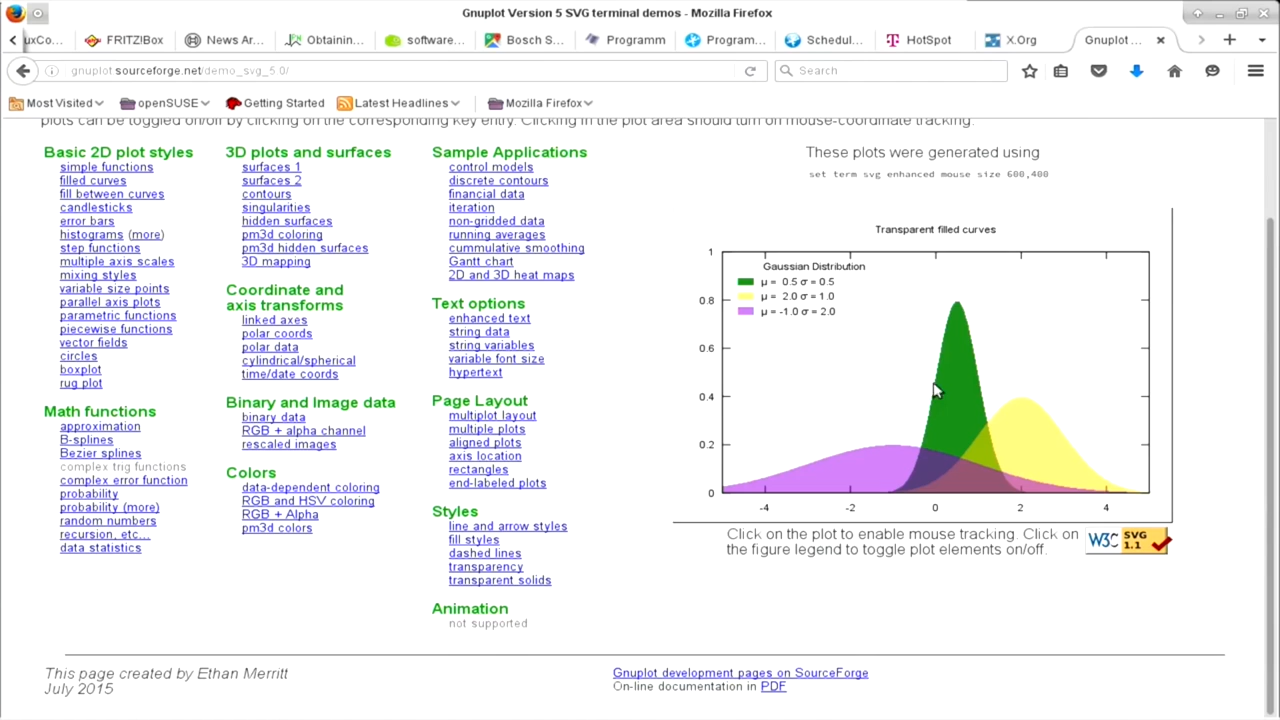 Gnuplot Version 5 SVG terminal demos - Mozilla Firefox
uxCo...
FRITZ!Box
News Ar...
Obtainin...
software...
Bosch S...
Programm
Program...
Schedul...
HotSpot
X.Org
Gnuplot ...
gnuplot.sourceforge.net/demo_svg_5.0/
Search
Most Visited
openSUSE
Getting Started
Latest Headlines
Mozilla Firefox
plots can be toggled on/off by clicking on the corresponding key entry. Clicking in the plot area should turn on mouse-coordinate tracking.
Basic 2D plot styles
simple functions
filled curves
fill between curves
candlesticks
error bars
histograms (more)
step functions
multiple axis scales
mixing styles
variable size points
parallel axis plots
parametric functions
piecewise functions
vector fields
circles
boxplot
rug plot
Math functions
approximation
B-splines
Bezier splines
complex trig functions
complex error function
probability
probability (more)
random numbers
recursion, etc...
data statistics
3D plots and surfaces
surfaces 1
surfaces 2
contours
singularities
hidden surfaces
pm3d coloring
pm3d hidden surfaces
3D mapping
Coordinate and
axis transforms
linked axes
polar coords
polar data
cylindrical/spherical
time/date coords
Binary and Image data
binary data
RGB + alpha channel
rescaled images
Colors
data-dependent coloring
RGB and HSV coloring
RGB + Alpha
pm3d colors
Sample Applications
control models
discrete contours
financial data
iteration
non-gridded data
running averages
cummulative smoothing
Gantt chart
2D and 3D heat maps
Text options
enhanced text
string data
string variables
variable font size
hypertext
Page Layout
multiplot layout
multiple plots
aligned plots
axis location
rectangles
end-labeled plots
Styles
line and arrow styles
fill styles
dashed lines
transparency
transparent solids
Animation
not supported
These plots were generated using
set term svg enhanced mouse size 600,400
Transparent filled curves
Gaussian Distribution
μ = 0.5 σ = 0.5
μ = 2.0 σ = 1.0
μ = -1.0 σ = 2.0
1
0.8
0.6
0.4
0.2
0
-4 -2 0 2 4
Click on the plot to enable mouse tracking. Click on
the figure legend to toggle plot elements on/off.
W3C SVG 1.1
This page created by Ethan Merritt
July 2015
Gnuplot development pages on SourceForge
On-line documentation in PDF